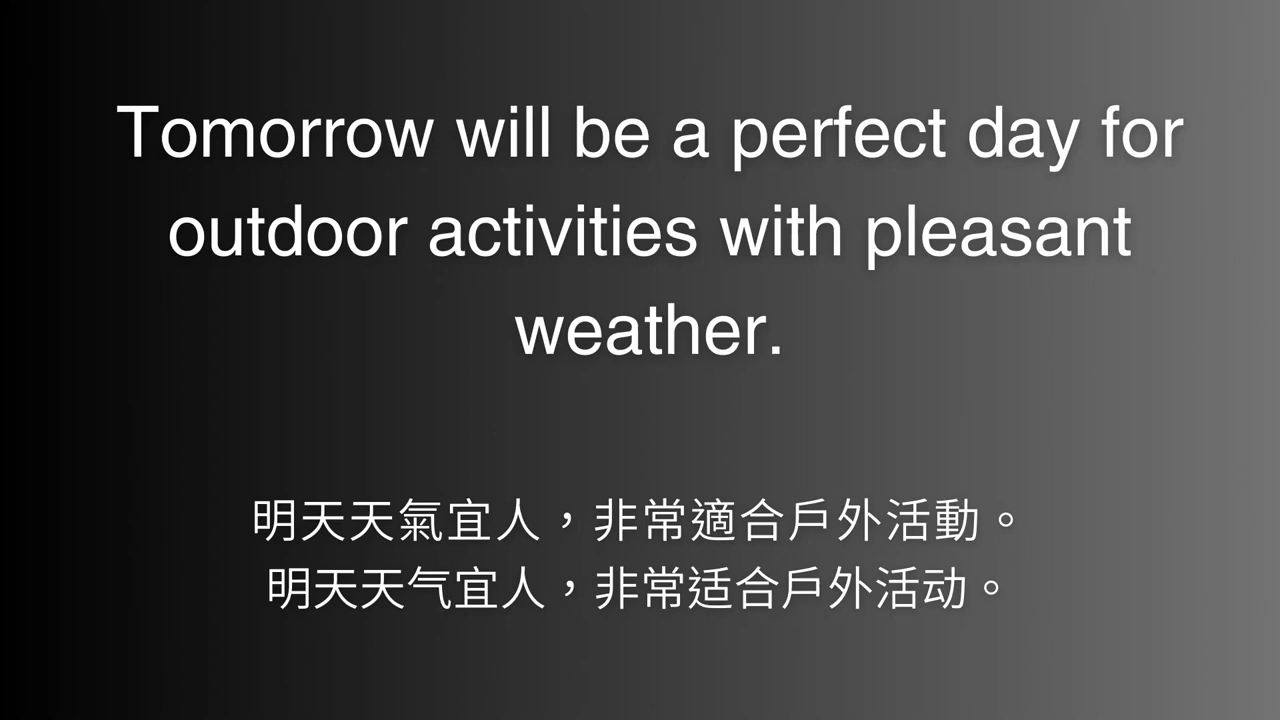 Tomorrow will be a perfect day for
outdoor activities with pleasant
weather.
明天天氣宜人，非常適合戶外活動。
明天天气宜人，非常适合戶外活动。